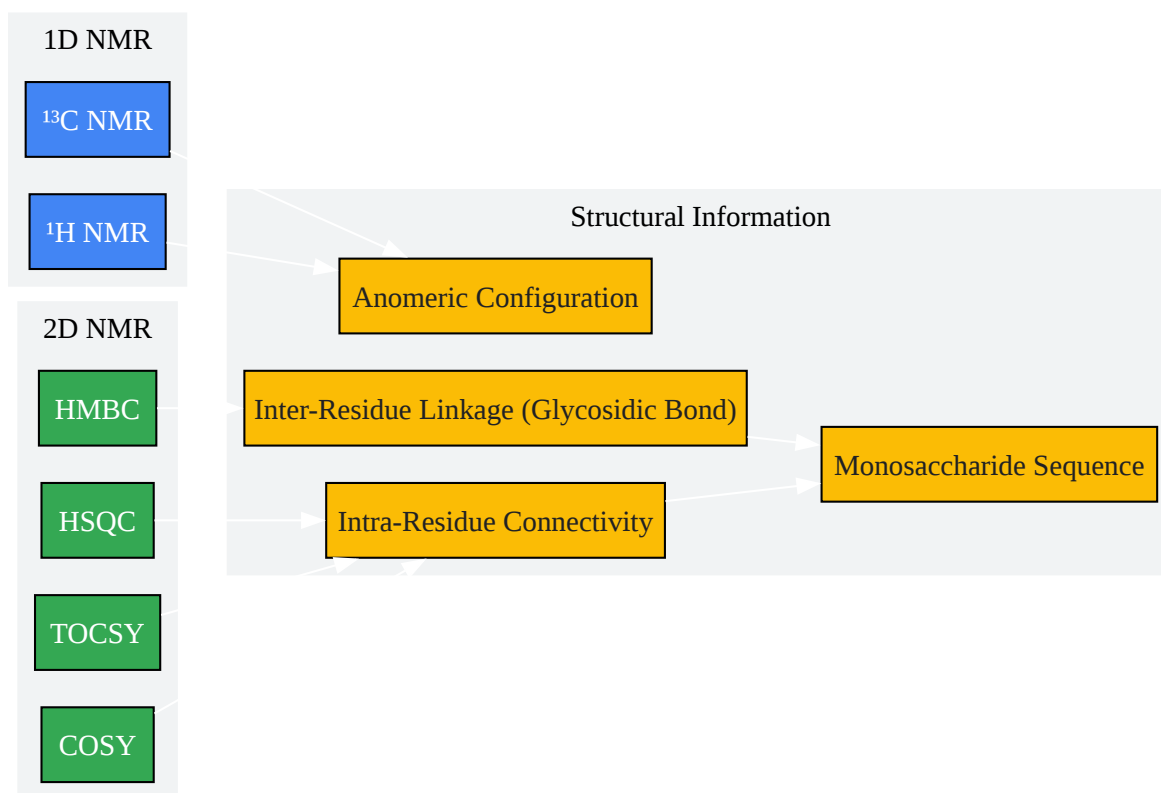 1D NMR
¹³C NMR
¹H NMR
2D NMR
HMBC
HSQC
TOCSY
COSY
Structural Information
Anomeric Configuration
Inter-Residue Linkage (Glycosidic Bond)
Intra-Residue Connectivity
Monosaccharide Sequence